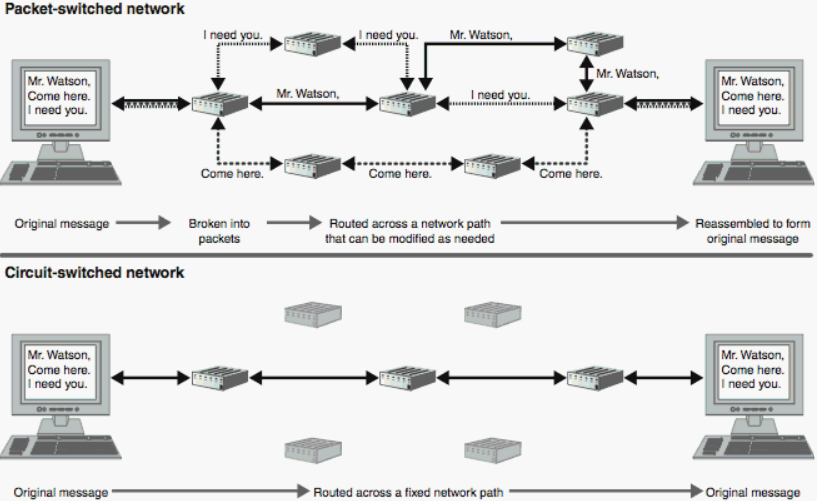 Packet-switched network
I need you.
I need you.
Mr. Watson,
Mr. Watson,
Come here.
I need you.
Mr. Watson,
I need you.
Mr. Watson,
Mr. Watson,
Come here.
I need you.
Come here.
Come here.
Come here.
Original message
Broken into
packets
Routed across a network path
that can be modified as needed
Reassembled to form
original message
Circuit-switched network
Mr. Watson,
Come here.
I need you.
Mr. Watson,
Come here.
I need you.
Original message
Routed across a fixed network path
Original message